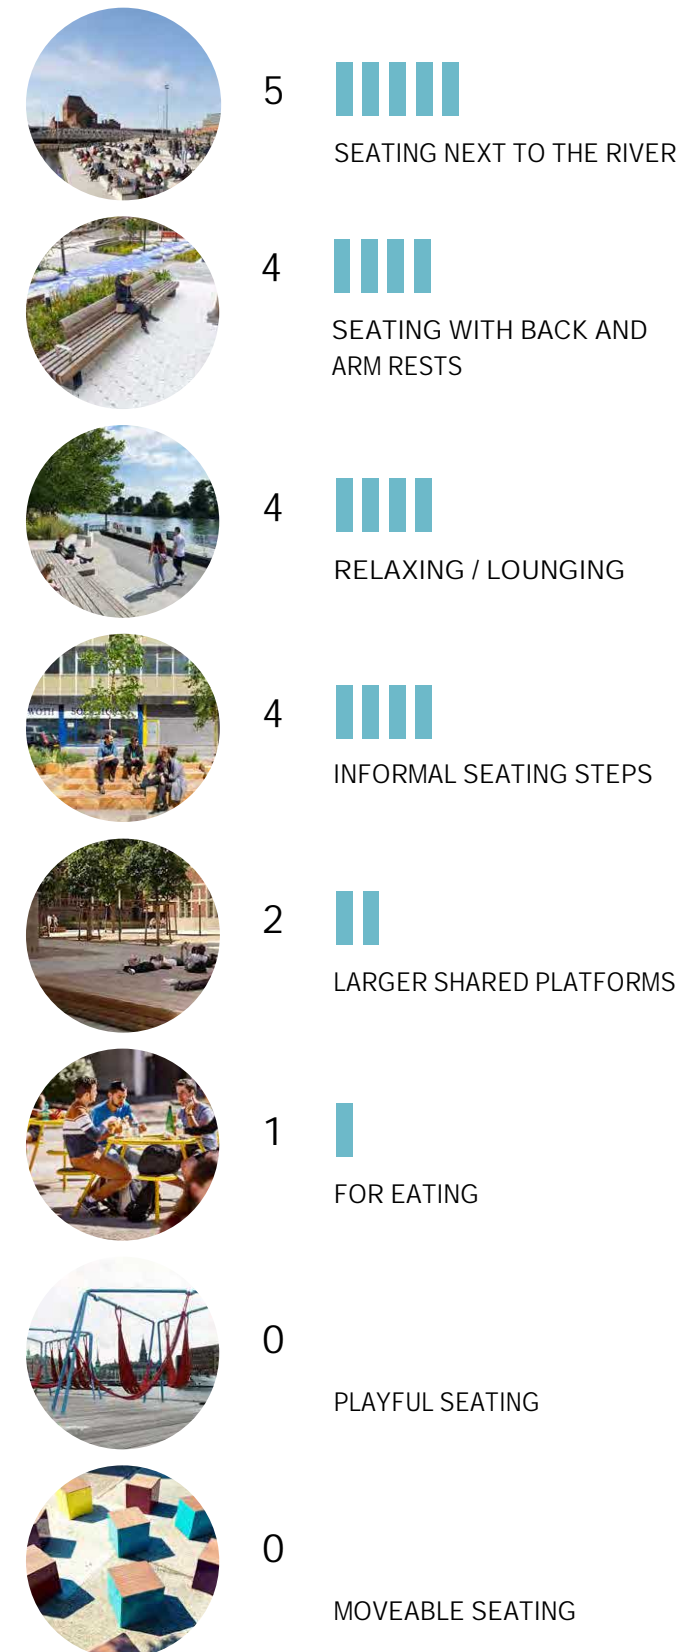 5
SEATING NEXT TO THE RIVER
4
SEATING WITH BACK AND
ARM RESTS
4
RELAXING / LOUNGING
4
INFORMAL SEATING STEPS
2
LARGER SHARED PLATFORMS
1
FOR EATING
0
PLAYFUL SEATING
0
MOVEABLE SEATING